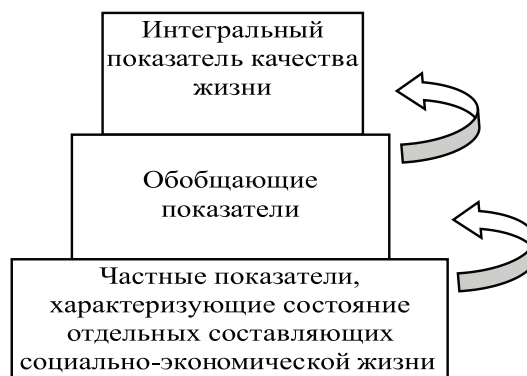 Интегральный
показатель качества
жизни
Обобщающие
показатели
Частные показатели,
характеризующие состояние
отдельных составляющих
социально-экономической жизни